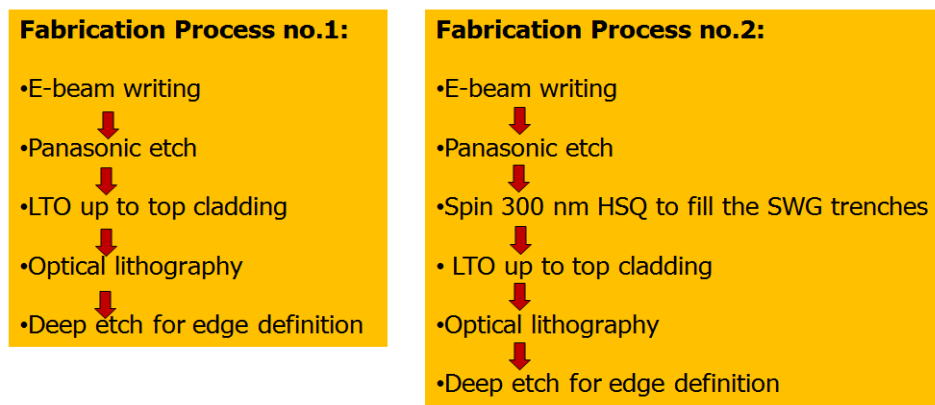 Fabrication Process no.1:
•E-beam writing
•Panasonic etch
•LTO up to top cladding
•Optical lithography
•Deep etch for edge definition
Fabrication Process no.2:
•E-beam writing
•Panasonic etch
•Spin 300 nm HSQ to fill the SWG trenches
• LTO up to top cladding
•Optical lithography
•Deep etch for edge definition